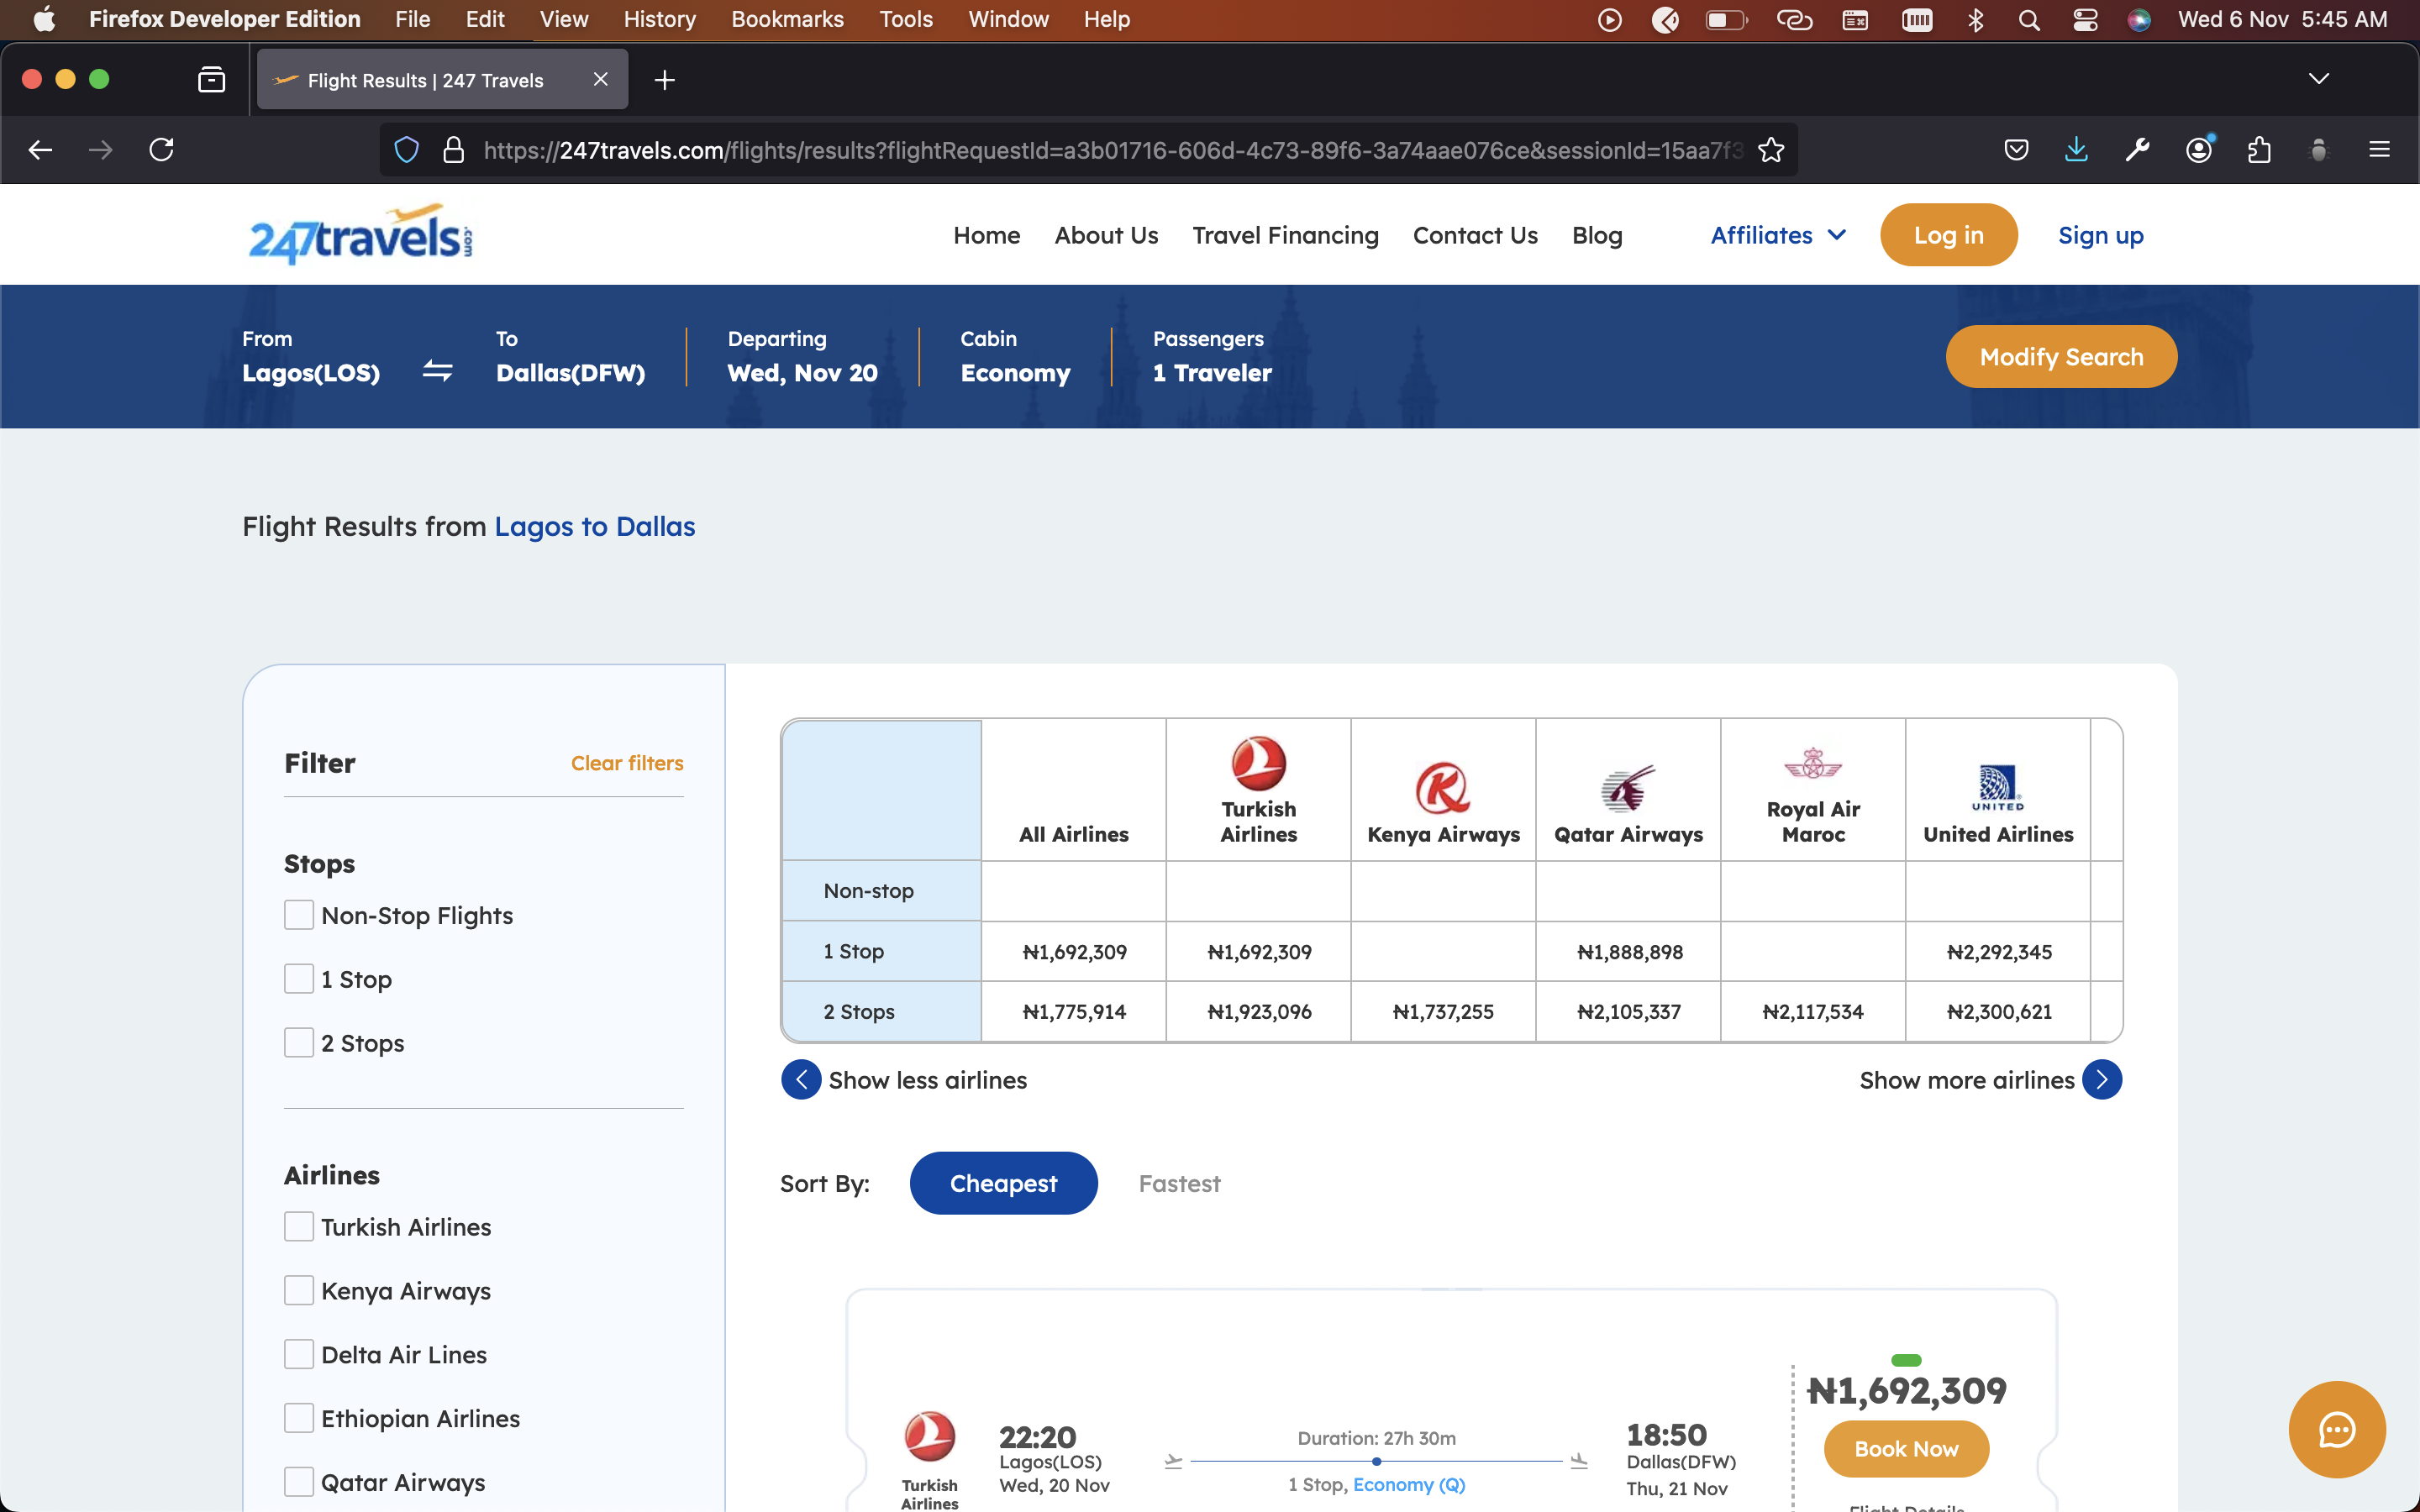 Firefox Developer Edition File Edit View History Bookmarks Tools Window Help Wed 6 Nov 5:45 AM
Flight Results | 247 Travels
https://247travels.com/flights/results?flightRequestId=a3b01716-606d-4c73-89f6-3a74aae076ce&sessionId=15aa7f3
247travels.com
Home About Us Travel Financing Contact Us Blog Affiliates Log in Sign up
From To Departing Cabin Passengers
Lagos(LOS) Dallas(DFW) Wed, Nov 20 Economy 1 Traveler
Modify Search
Flight Results from Lagos to Dallas
Filter Clear filters
Stops
Non-Stop Flights
1 Stop
2 Stops
Airlines
Turkish Airlines
Kenya Airways
Delta Air Lines
Ethiopian Airlines
Qatar Airways
UNITED
All Airlines Turkish Airlines Kenya Airways Qatar Airways Royal Air Maroc United Airlines
Non-stop
1 Stop ₦1,692,309 ₦1,692,309 ₦1,888,898 ₦2,292,345
2 Stops ₦1,775,914 ₦1,923,096 ₦1,737,255 ₦2,105,337 ₦2,117,534 ₦2,300,621
Show less airlines Show more airlines
Sort By: Cheapest Fastest
Turkish
Airlines
22:20
Lagos(LOS)
Wed, 20 Nov
Duration: 27h 30m
1 Stop, Economy (Q)
18:50
Dallas(DFW)
Thu, 21 Nov
₦1,692,309
Book Now
Flight Details